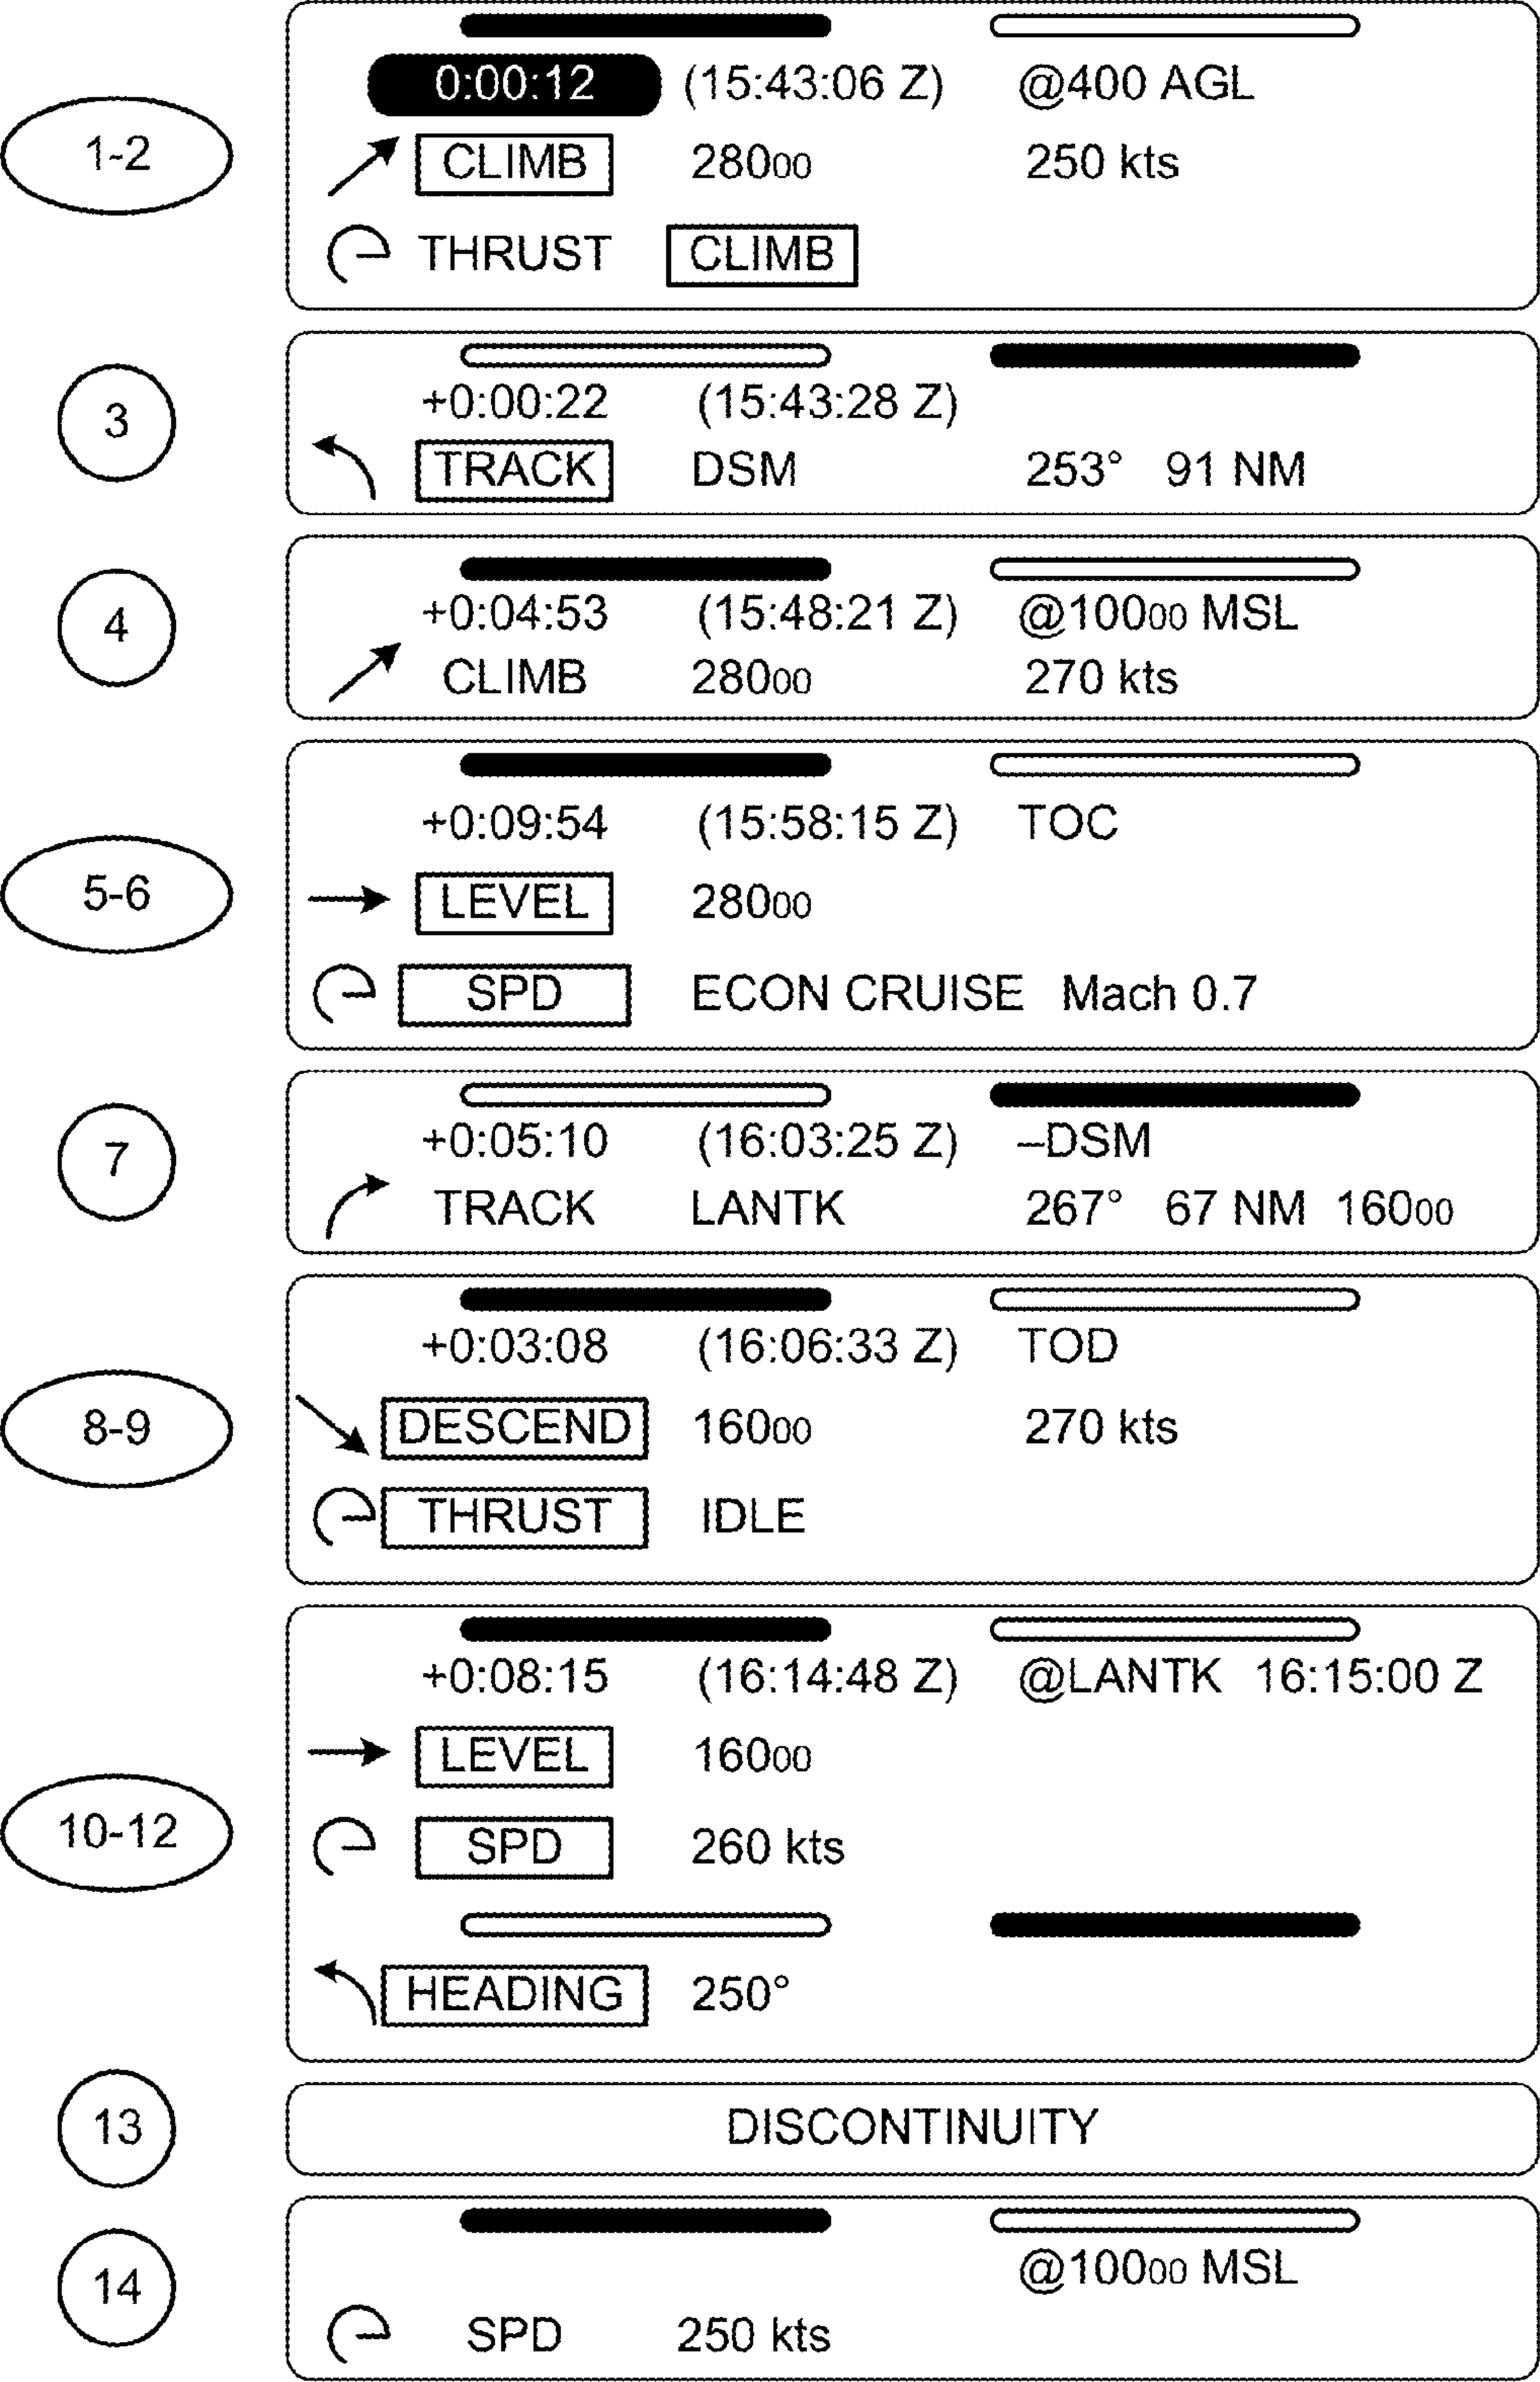 0:00:12 (15:43:06 Z) @400 AGL
1-2
CLIMB 28000 250 kts
THRUST CLIMB
+0:00:22 (15:43:28 Z)
3
TRACK DSM 253° 91 NM
+0:04:53 (15:48:21 Z) @10000 MSL
4
CLIMB 28000 270 kts
+0:09:54 (15:58:15 Z) TOC
5-6
LEVEL 28000
SPD ECON CRUISE Mach 0.7
+0:05:10 (16:03:25 Z) –DSM
7
TRACK LANTK 267° 67 NM 16000
+0:03:08 (16:06:33 Z) TOD
8-9
DESCEND 16000 270 kts
THRUST IDLE
+0:08:15 (16:14:48 Z) @LANTK 16:15:00 Z
LEVEL 16000
10-12
SPD 260 kts
HEADING 250°
13
DISCONTINUITY
@10000 MSL
14
SPD 250 kts